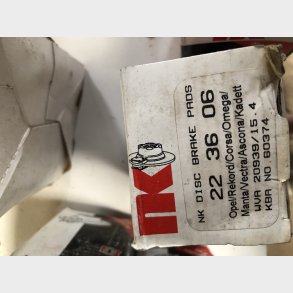 NK
NK DISC BRAKE PADS
22 36 06
Opel/Rekord/Corsa/Omega/
Manta/Vectra/Ascona/Kadett
WVA 20939/15.4
KBA NO 60374